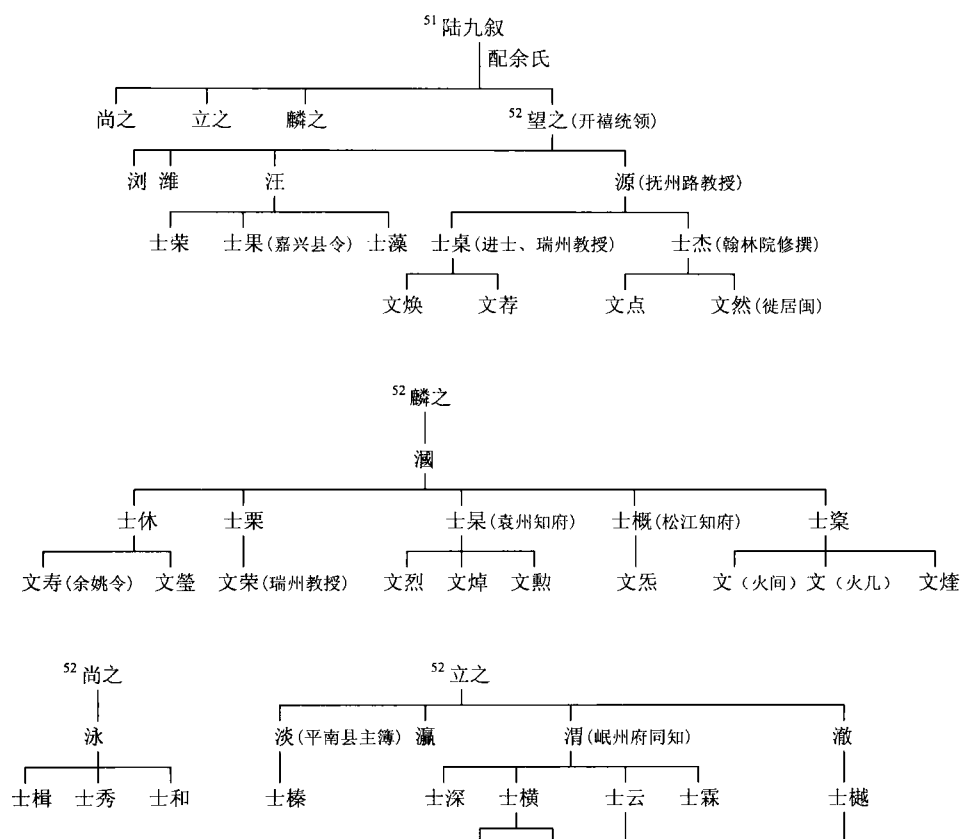 51 陆九叙
配余氏
尚之 立之 麟之 52 望之(开禧统领)
浏 潍 汪 源(抚州路教授)
士荣 士果(嘉兴县令) 士藻 士桌(进士、瑞州教授) 士杰(翰林院修撰)
文焕 文荐 文点 文然(徙居闽)
52 麟之
士休 士栗 士杲(袁州知府) 士概(松江知府) 士楶
文寿(余姚令) 文瑩 文荣(瑞州教授) 文烈 文焯 文勲 文炁 文(火间) 文(火几) 文煃
52 尚之 52 立之
泳 淡(平南县主簿) 瀛 渭(岷州府同知) 澈
士楫 士秀 士和 士榛 士深 士横 士云 士霖 士樾